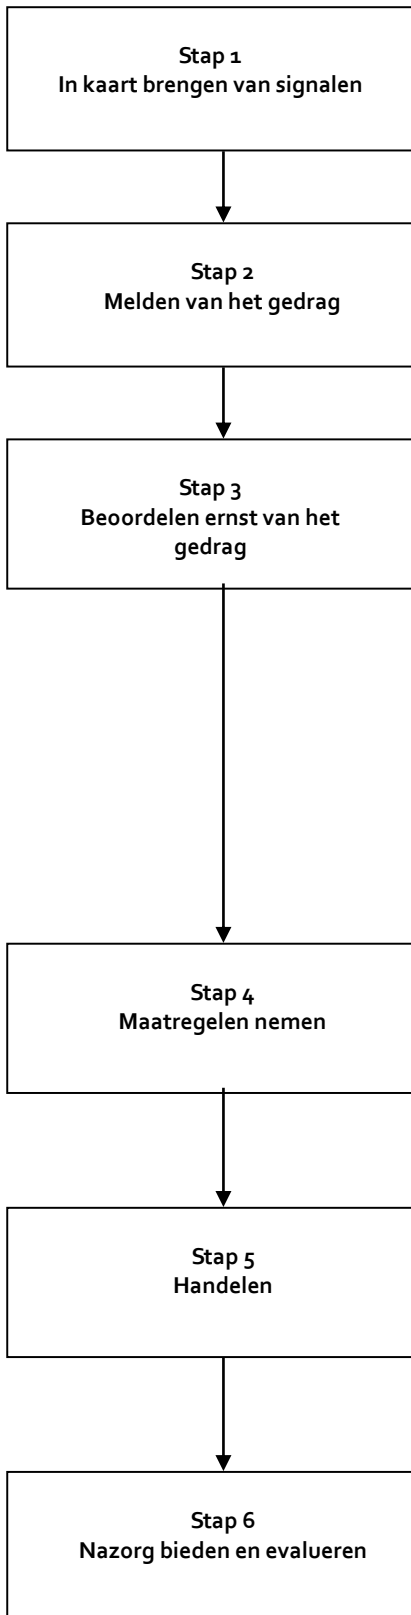 Stap 1
In kaart brengen van signalen
Stap 2
Melden van het gedrag
Stap 3
Beoordelen ernst van het
gedrag
Stap 4
Maatregelen nemen
Stap 5
Handelen
Stap 6
Nazorg bieden en evalueren